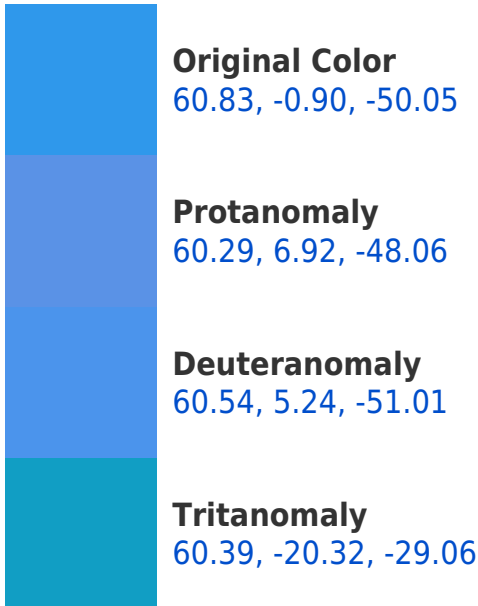 Original Color
60.83, -0.90, -50.05
Protanomaly
60.29, 6.92, -48.06
Deuteranomaly
60.54, 5.24, -51.01
Tritanomaly
60.39, -20.32, -29.06